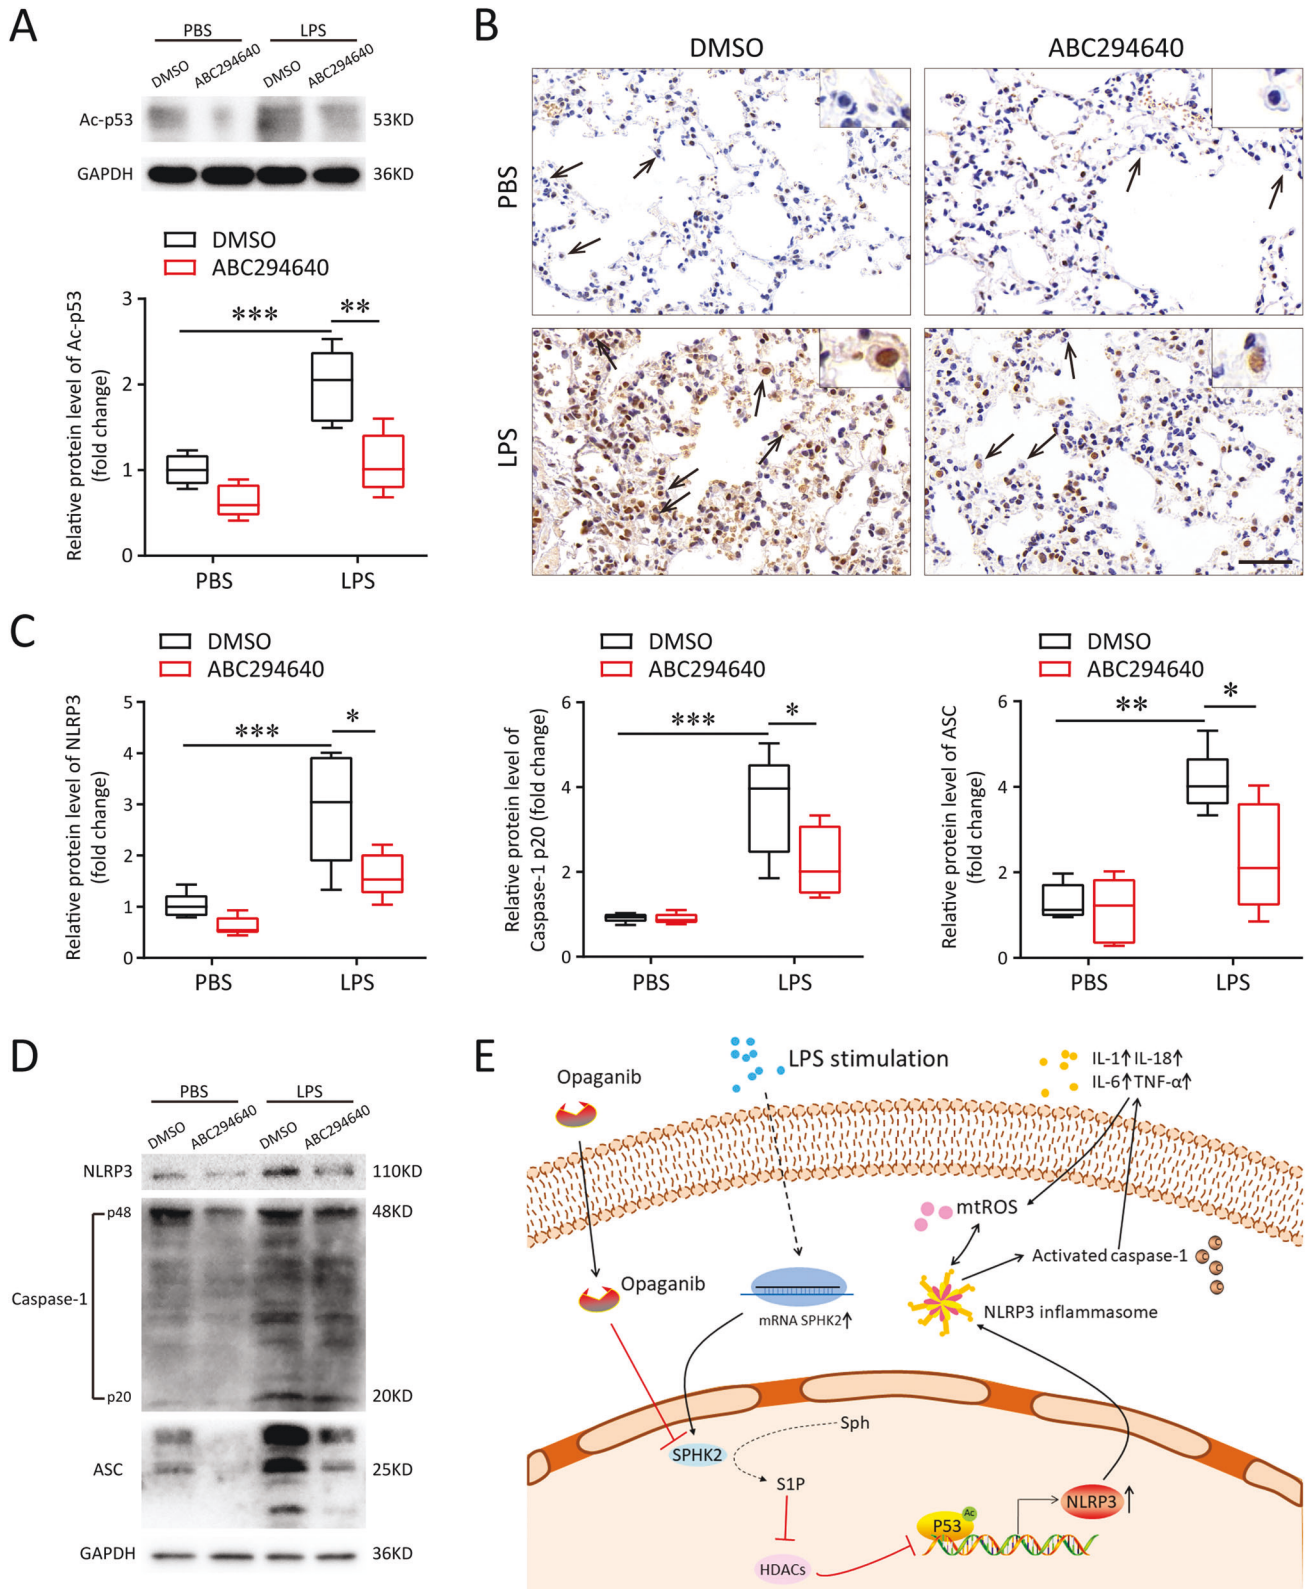 A
PBS LPS
DMSO ABC294640 DMSO ABC294640
Ac-p53 53KD
GAPDH 36KD
DMSO
ABC294640
Relative protein level of Ac-p53
(fold change)
3
***
**
2
1
0
PBS LPS
B
DMSO ABC294640
PBS
LPS
C
DMSO
ABC294640
Relative protein level of NLRP3
(fold change)
5
4
3
2
1
0
***
*
PBS LPS
DMSO
ABC294640
Relative protein level of
Caspase-1 p20 (fold change)
6
4
2
0
***
*
PBS LPS
DMSO
ABC294640
Relative protein level of ASC
(fold change)
6
4
2
0
**
*
PBS LPS
D
PBS LPS
DMSO ABC294640 DMSO ABC294640
NLRP3 110KD
p48 48KD
Caspase-1
p20 20KD
ASC 25KD
GAPDH 36KD
E
LPS stimulation
IL-1↑ IL-18↑
IL-6↑ TNF-α↑
Opaganib
mtROS
Activated caspase-1
Opaganib
NLRP3 inflammasome
mRNA SPHK2↑
Sph
SPHK2
S1P
NLRP3 ↑
Ac
P53
HDACs
C
C
C
C